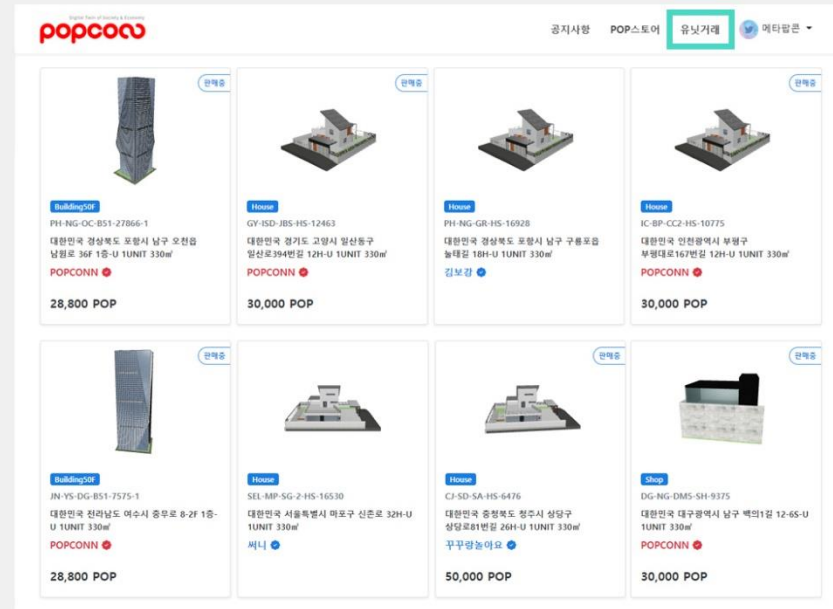 Digital Twin of Society & Economy
popconn
공지사항 POP스토어 유닛거래 메타팝콘
판매중
Building50F
PH-NG-OC-B51-27866-1
대한민국 경상북도 포항시 남구 오천읍
남원로 36F 1층-U 1UNIT 330㎡
POPCONN
28,800 POP
판매중
House
GY-ISD-JBS-HS-12463
대한민국 경기도 고양시 일산동구
일산로394번길 12H-U 1UNIT 330㎡
POPCONN
30,000 POP
House
PH-NG-GR-HS-16928
대한민국 경상북도 포항시 남구 구룡포읍
눌태길 18H-U 1UNIT 330㎡
김보강
판매중
House
IC-BP-CC2-HS-10775
대한민국 인천광역시 부평구
부평대로167번길 12H-U 1UNIT 330㎡
POPCONN
30,000 POP
판매중
Building50F
JN-YS-DG-B51-7575-1
대한민국 전라남도 여수시 중무로 8-2F 1층-
U 1UNIT 330㎡
POPCONN
28,800 POP
House
SEL-MP-SG-2-HS-16530
대한민국 서울특별시 마포구 신촌로 32H-U
1UNIT 330㎡
써니
판매중
House
CJ-SD-SA-HS-6476
대한민국 충청북도 청주시 상당구
상당로81번길 26H-U 1UNIT 330㎡
꾸꾸랑놀아요
50,000 POP
판매중
Shop
DG-NG-DM5-SH-9375
대한민국 대구광역시 남구 백의1길 12-6S-U
1UNIT 330㎡
POPCONN
30,000 POP